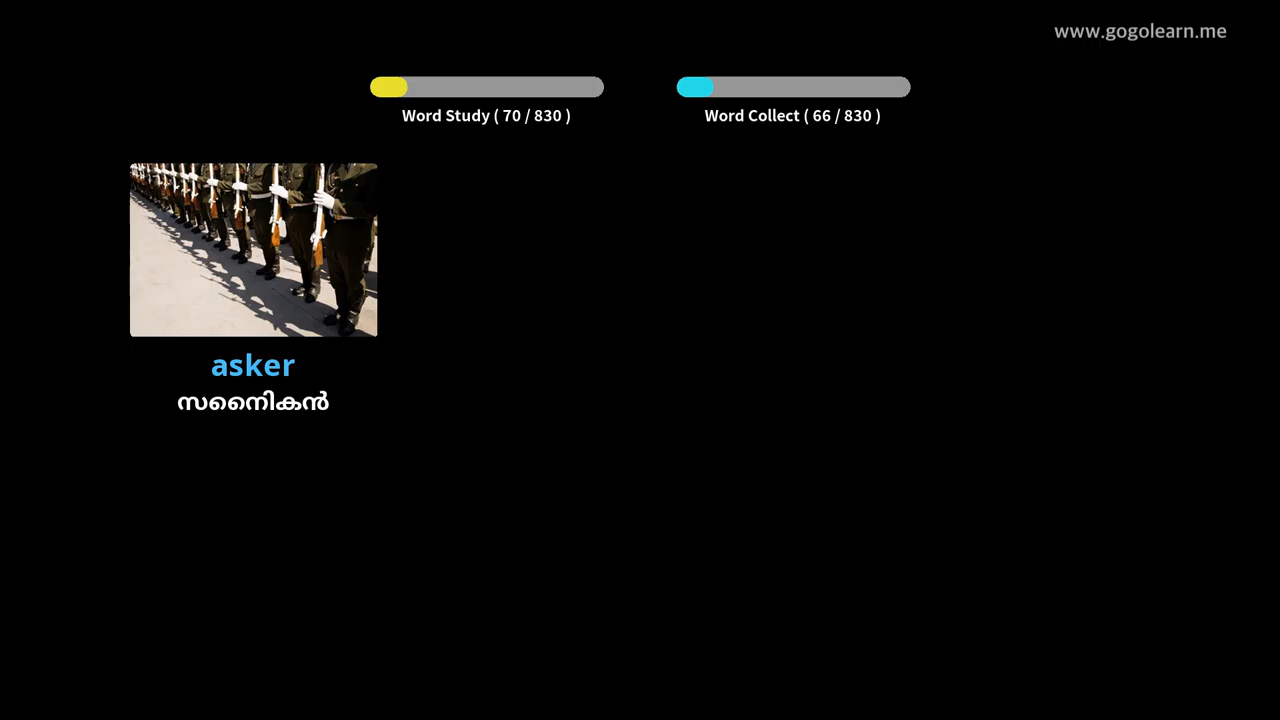 www.gogolearn.me
Word Study ( 70 / 830 )
Word Collect ( 66 / 830 )
asker
സൈനികൻ